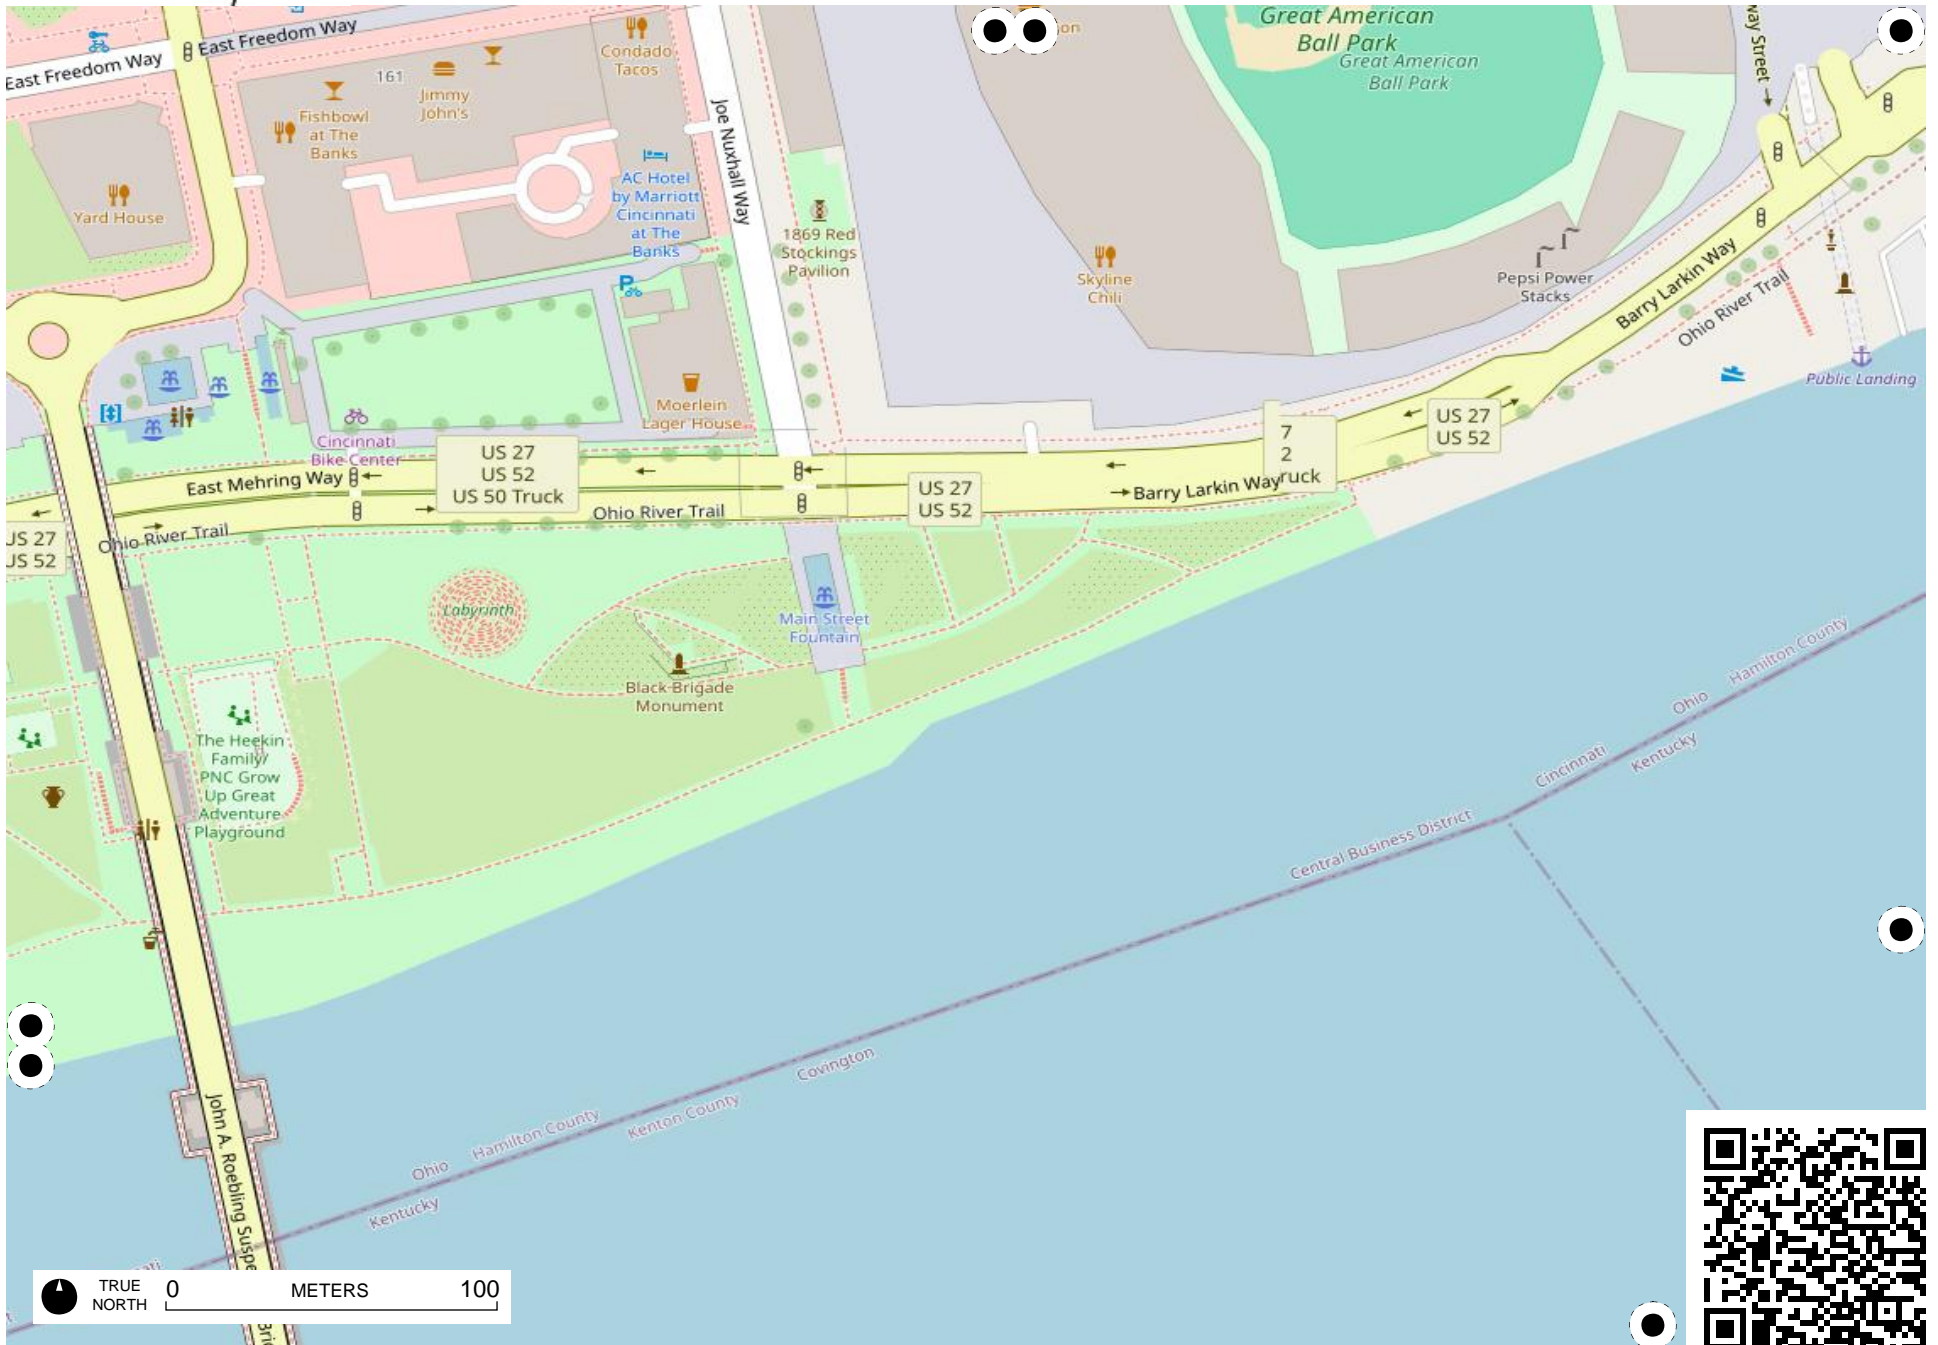 East Freedom Way
East Freedom Way
161
Condado
Tacos
Jimmy
John's
Fishbowl
at The
Banks
Yard House
AC Hotel
by Marriott
Cincinnati
at The
Banks
Joe Nuxhall Way
1869 Red
Stockings
Pavilion
Great American
Ball Park
Great American
Ball Park
Skyline
Chili
Pepsi Power
Stacks
Barry Larkin Way
Ohio River Trail
Public Landing
Moerlein
Lager House
Cincinnati
Bike Center
US 27
US 52
US 50 Truck
East Mehring Way
Ohio River Trail
Ohio River Trail
US 27
US 52
US 27
US 52
Barry Larkin Way
7
2
ruck
US 27
US 52
Labyrinth
Main Street
Fountain
Black Brigade
Monument
The Heekin
Family/
PNC Grow
Up Great
Adventure
Playground
Hamilton County
Ohio
Cincinnati
Kentucky
Central Business District
Covington
Hamilton County
Kenton County
Ohio
Kentucky
John A. Roebling Suspe
TRUE
NORTH
0 METERS 100